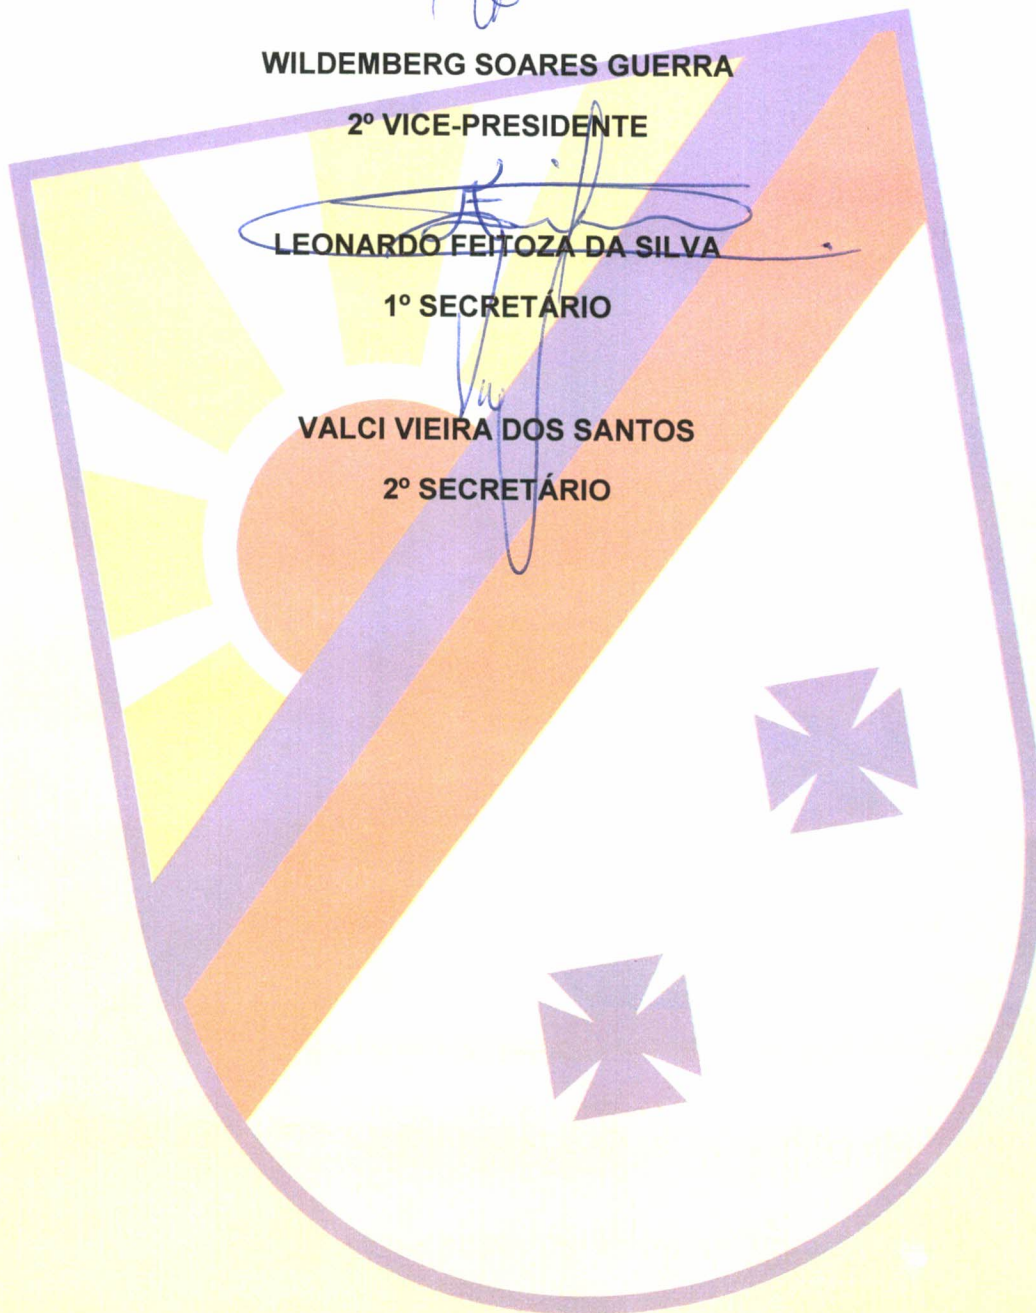 WILDEMBERG SOARES GUERRA
2º VICE-PRESIDENTE
LEONARDO FEITOZA DA SILVA
1º SECRETÁRIO
VALCI VIEIRA DOS SANTOS
2º SECRETÁRIO